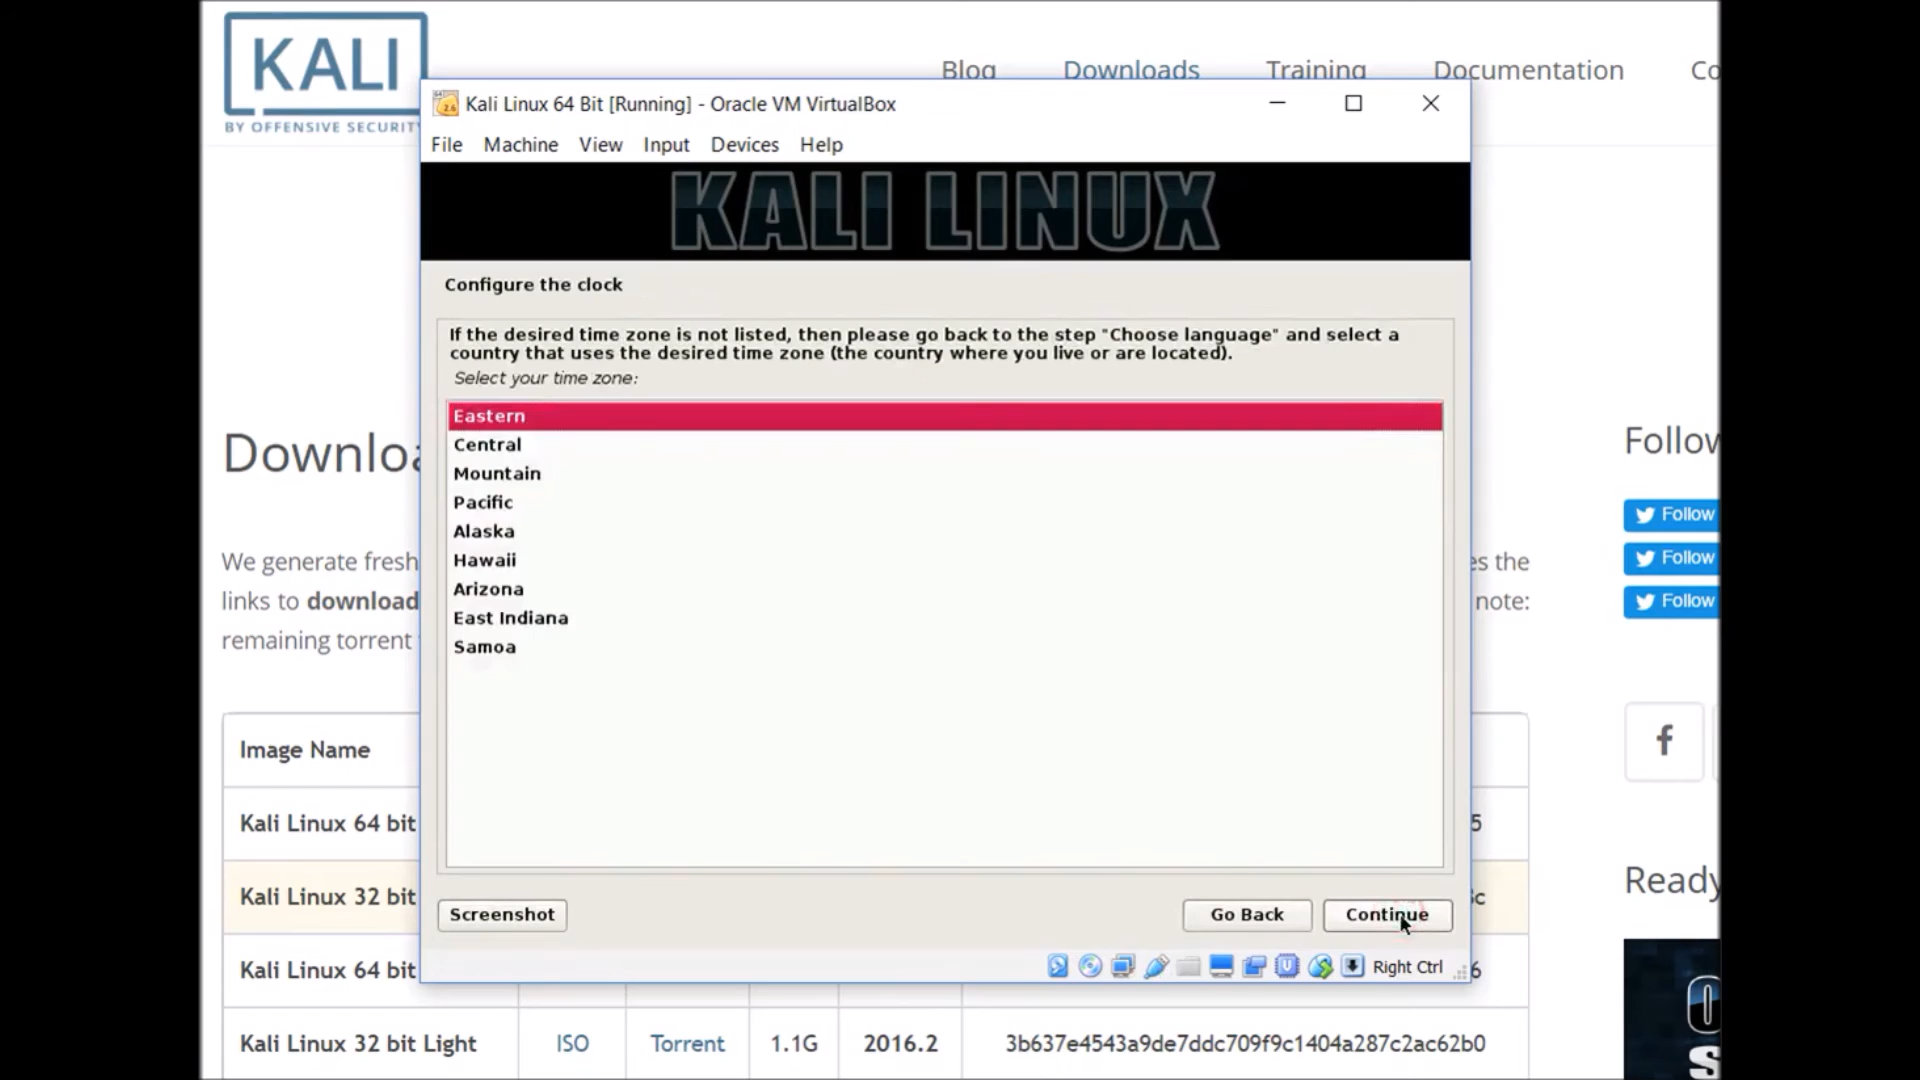 KALI
BY OFFENSIVE SECURITY
Blog Downloads Training Documentation Co
Kali Linux 64 Bit [Running] - Oracle VM VirtualBox
File Machine View Input Devices Help
KALI LINUX
Configure the clock
If the desired time zone is not listed, then please go back to the step "Choose language" and select a
country that uses the desired time zone (the country where you live or are located).
Select your time zone:
Eastern
Central
Mountain
Pacific
Alaska
Hawaii
Arizona
East Indiana
Samoa
Screenshot Go Back Continue
Right Ctrl
Downloa
We generate fresh es the
links to download note:
remaining torrent
Image Name
Kali Linux 64 bit 5
Kali Linux 32 bit c
Kali Linux 64 bit 6
Kali Linux 32 bit Light ISO Torrent 1.1G 2016.2 3b637e4543a9de7ddc709f9c1404a287c2ac62b0
Follow
Follow
Follow
Follow
Ready